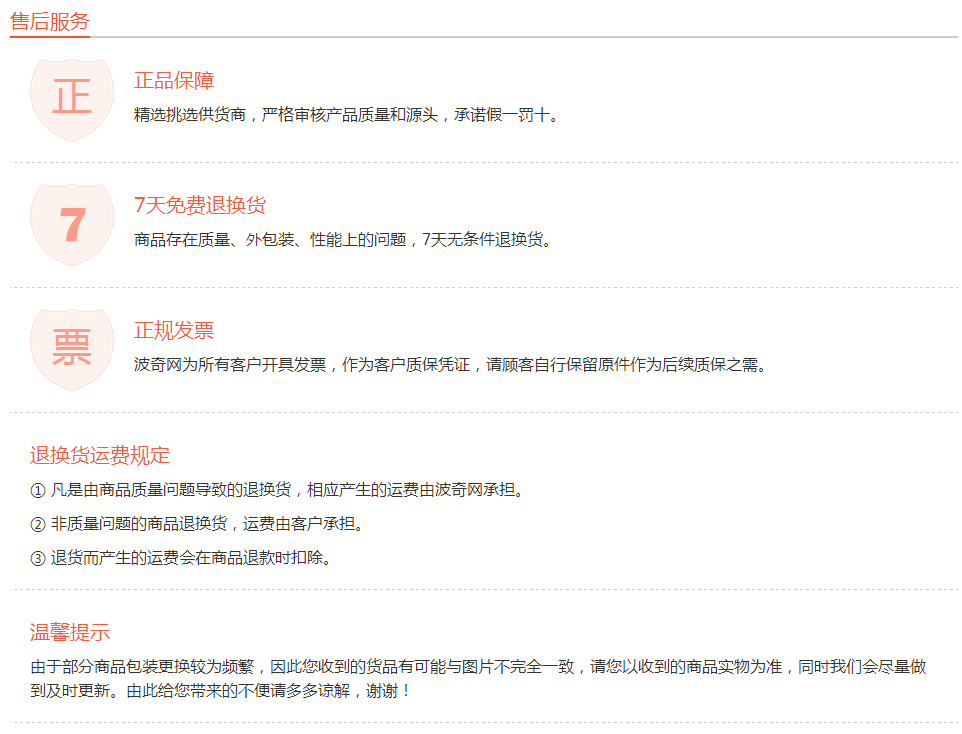 售后服务
正
正品保障
精选挑选供货商，严格审核产品质量和源头，承诺假一罚十。
7
7天免费退换货
商品存在质量、外包装、性能上的问题，7天无条件退换货。
票
正规发票
波奇网为所有客户开具发票，作为客户质保凭证，请顾客自行保留原件作为后续质保之需。
退换货运费规定
① 凡是由商品质量问题导致的退换货，相应产生的运费由波奇网承担。
② 非质量问题的商品退换货，运费由客户承担。
③ 退货而产生的运费会在商品退款时扣除。
温馨提示
由于部分商品包装更换较为频繁，因此您收到的货品有可能与图片不完全一致，请您以收到的商品实物为准，同时我们会尽量做
到及时更新。由此给您带来的不便请多多谅解，谢谢！